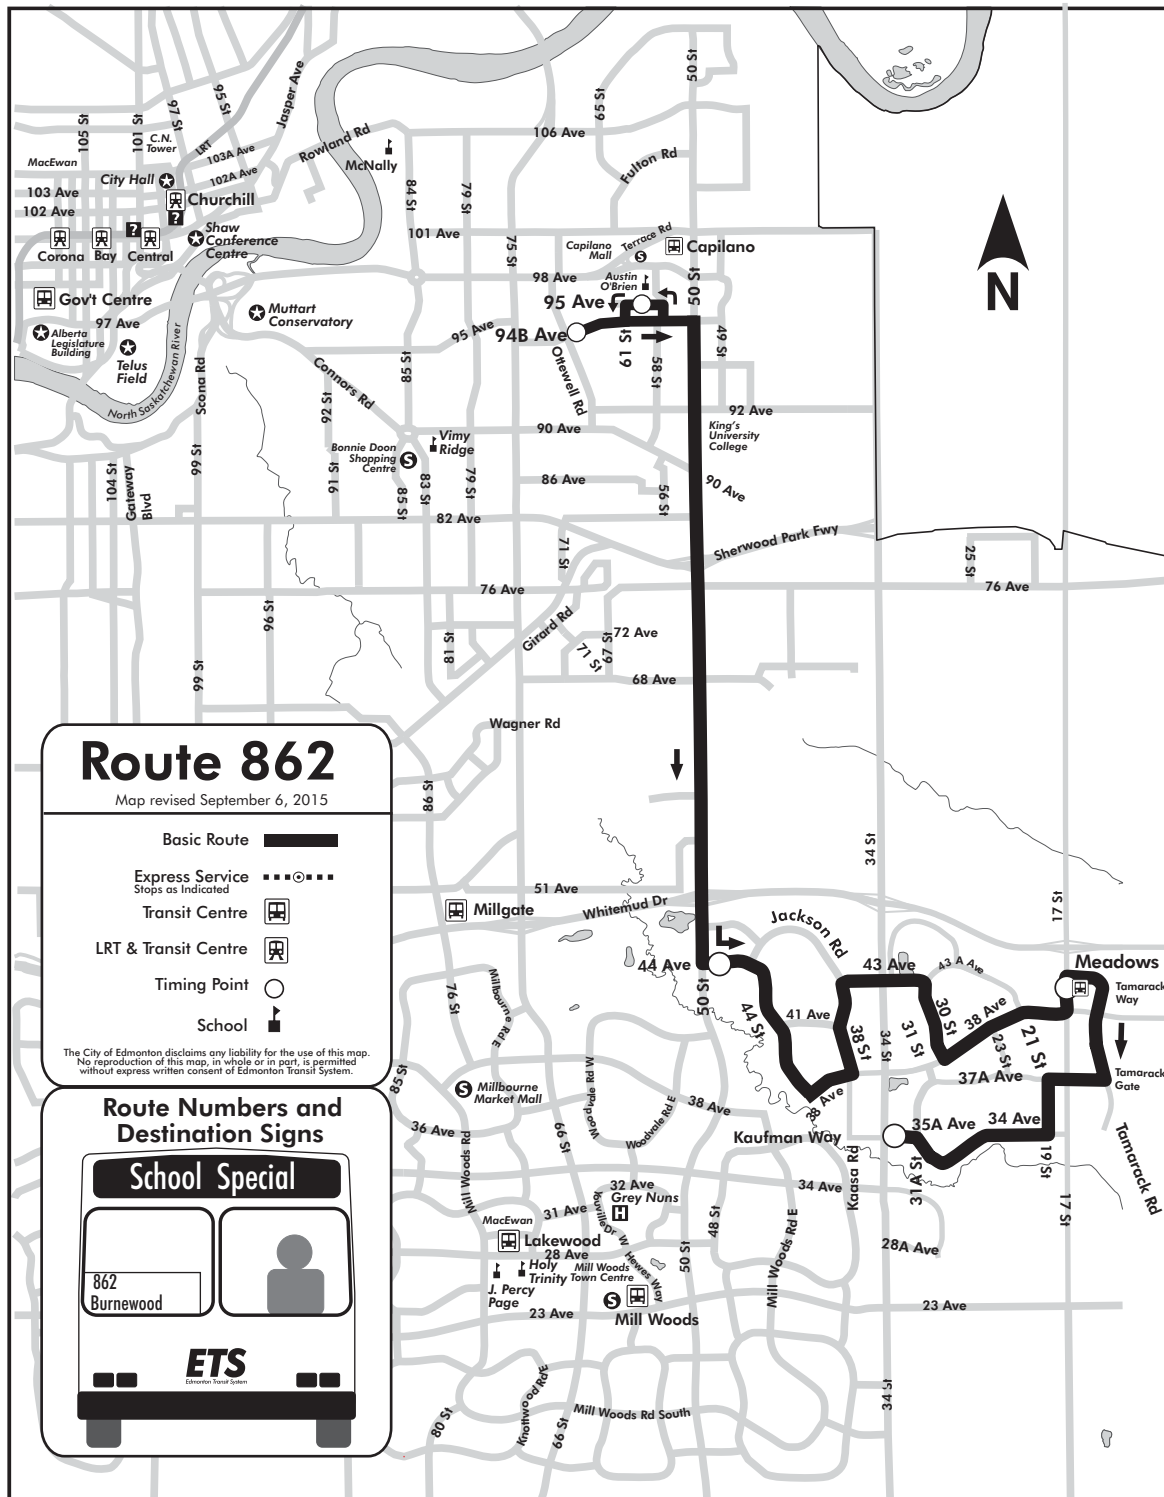 50 St
Jasper Ave
95 St
97 St
65 St
105 St
101 St
C.N.
Tower
LRT
103A Ave
102A Ave
Rowland Rd
106 Ave
Fulton Rd
McNally
MacEwan
City Hall
103 Ave
102 Ave
Churchill
84 St
79 St
?
?
Shaw
Conference
Centre
Corona
Bay
Central
101 Ave
75 St
Capilano
Mall
Terrace Rd
S
Capilano
98 Ave
Austin
O'Brien
50 St
N
Gov't Centre
95 Ave
97 Ave
Muttart
Conservatory
Alberta
Legislature
Building
Telus
Field
North Saskatchewan River
Scona Rd
95 Ave
94B Ave
61 St
58 St
49 St
Ottewell Rd
85 St
Connors Rd
92 St
92 Ave
90 Ave
King's
University
College
Bonnie Doon
Shopping
Centre
S
Vimy
Ridge
99 St
104 St
Gateway
Blvd
91 St
85 St
83 St
79 St
86 Ave
56 St
90 Ave
82 Ave
71 St
Sherwood Park Fwy
25 St
76 Ave
76 Ave
96 St
Girard Rd
72 Ave
71 St
67 St
81 St
99 St
68 Ave
Wagner Rd
86 St
34 St
51 Ave
Millgate
Whitemud Dr
17 St
Jackson Rd
44 Ave
43 Ave
43 A Ave
Meadows
Tamarack
Way
50 St
76 St
Millbourne Rd E
44 St
41 Ave
38 St
34 St
31 St
30 St
38 Ave
23 St
21 St
37A Ave
Tamarack
Gate
85 St
S
Millbourne
Market Mall
38 Ave
38 Ave
36 Ave
Mill Woods Rd
66 St
Woodvale Rd W
Woodvale Rd E
Kaufman Way
35A Ave
34 Ave
Tamarack Rd
Kaasa Rd
31A St
19 St
17 St
32 Ave
Grey Nuns
H
34 Ave
31 Ave
Youville Dr W
MacEwan
Lakewood
28 Ave
Holy
Trinity
J. Percy
Page
Mill Woods
Town Centre
Hewes Way
S
Mill Woods
50 St
48 St
Mill Woods Rd E
28A Ave
23 Ave
23 Ave
34 St
Knottwood Rd E
80 St
66 St
Mill Woods Rd South
Route 862
Map revised September 6, 2015
Basic Route
Express Service
Stops as Indicated
Transit Centre
LRT & Transit Centre
Timing Point
School
The City of Edmonton disclaims any liability for the use of this map.
No reproduction of this map, in whole or in part, is permitted
without express written consent of Edmonton Transit System.
Route Numbers and
Destination Signs
School Special
862
Burnewood
ETS
Edmonton Transit System